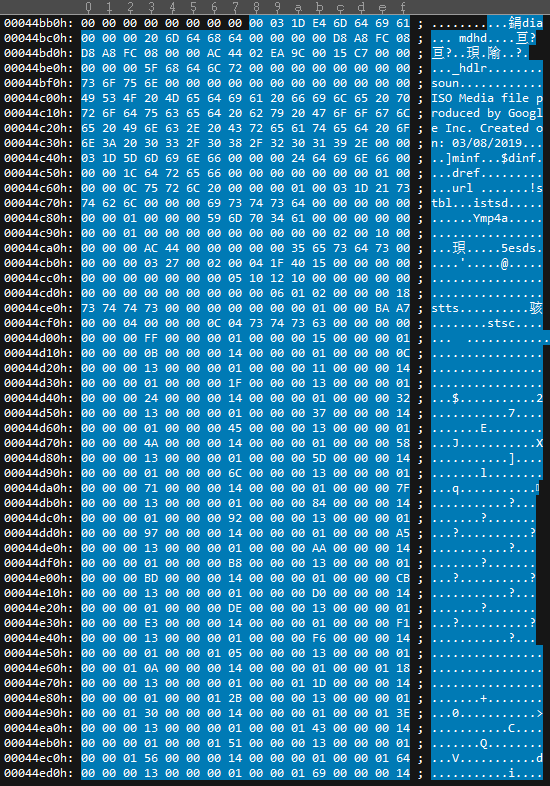 0 1 2 3 4 5 6 7 8 9 a b c d e f
00044bb0h: 00 00 00 00 00 00 00 00 00 03 1D E4 6D 64 69 61 ; .........鋗dia
00044bc0h: 00 00 00 20 6D 64 68 64 00 00 00 00 D8 A8 FC 08 ; ... mdhd....亘?
00044bd0h: D8 A8 FC 08 00 00 AC 44 02 EA 9C 00 15 C7 00 00 ;
00044be0h: 00 00 00 5F 68 64 6C 72 00 00 00 00 00 00 00 00 ; ..._hdlr........
00044bf0h: 73 6F 75 6E 00 00 00 00 00 00 00 00 00 00 00 00 ; soun............
00044c00h: 49 53 4F 20 4D 65 64 69 61 20 66 69 6C 65 20 70 ; ISO Media file p
00044c10h: 72 6F 64 75 63 65 64 20 62 79 20 47 6F 6F 67 6C ; roduced by Googl
00044c20h: 65 20 49 6E 63 2E 20 43 72 65 61 74 65 64 20 6F ; e Inc. Created o
00044c30h: 6E 3A 20 30 33 2F 30 38 2F 32 30 31 39 2E 00 00 ; n: 03/08/2019...
00044c40h: 03 1D 5D 6D 69 6E 66 00 00 00 24 64 69 6E 66 00 ; ..]minf...$dinf.
00044c50h: 00 00 1C 64 72 65 66 00 00 00 00 00 00 00 01 00 ; ...dref.........
00044c60h: 00 00 0C 75 72 6C 20 00 00 00 01 00 03 1D 21 73 ; ...url ......!s
00044c70h: 74 62 6C 00 00 00 69 73 74 73 64 00 00 00 00 00 ; tbl...istsd.....
00044c80h: 00 00 01 00 00 00 59 6D 70 34 61 00 00 00 00 00 ; ......Ymp4a.....
00044c90h: 00 00 01 00 00 00 00 00 00 00 00 00 02 00 10 00 ; ................
00044ca0h: 00 00 00 AC 44 00 00 00 00 00 35 65 73 64 73 00 ; ...瑻.....5esds.
00044cb0h: 00 00 00 03 27 00 02 00 04 1F 40 15 00 00 00 00 ; ....'.....@.....
00044cc0h: 00 00 00 00 00 00 00 05 10 12 10 00 00 00 00 00 ; ................
00044cd0h: 00 00 00 00 00 00 00 00 00 06 01 02 00 00 00 18 ; ................
00044ce0h: 73 74 74 73 00 00 00 00 00 00 00 01 00 00 BA A7 ; stts..........骇
00044cf0h: 00 00 04 00 00 00 0C 04 73 74 73 63 00 00 00 00 ; ........stsc....
00044d00h: 00 00 00 FF 00 00 00 01 00 00 00 15 00 00 00 01 ;
00044d10h: 00 00 00 0B 00 00 00 14 00 00 00 01 00 00 00 0C ; ................
00044d20h: 00 00 00 13 00 00 00 01 00 00 00 11 00 00 00 14 ; ................
00044d30h: 00 00 00 01 00 00 00 1F 00 00 00 13 00 00 00 01 ; ................
00044d40h: 00 00 00 24 00 00 00 14 00 00 00 01 00 00 00 32 ; ...$...........2
00044d50h: 00 00 00 13 00 00 00 01 00 00 00 37 00 00 00 14 ; ...........7....
00044d60h: 00 00 00 01 00 00 00 45 00 00 00 13 00 00 00 01 ; .......E........
00044d70h: 00 00 00 4A 00 00 00 14 00 00 00 01 00 00 00 58 ; ...J...........X
00044d80h: 00 00 00 13 00 00 00 01 00 00 00 5D 00 00 00 14 ; ...........]....
00044d90h: 00 00 00 01 00 00 00 6C 00 00 00 13 00 00 00 01 ; .......l........
00044da0h: 00 00 00 71 00 00 00 14 00 00 00 01 00 00 00 7F ; ...q...........
00044db0h: 00 00 00 13 00 00 00 01 00 00 00 84 00 00 00 14 ; ...........?...
00044dc0h: 00 00 00 01 00 00 00 92 00 00 00 13 00 00 00 01 ; .......?.......
00044dd0h: 00 00 00 97 00 00 00 14 00 00 00 01 00 00 00 A5 ; ...?..........?
00044de0h: 00 00 00 13 00 00 00 01 00 00 00 AA 00 00 00 14 ; ...........?...
00044df0h: 00 00 00 01 00 00 00 B8 00 00 00 13 00 00 00 01 ; .......?.......
00044e00h: 00 00 00 BD 00 00 00 14 00 00 00 01 00 00 00 CB ; ...?..........?
00044e10h: 00 00 00 13 00 00 00 01 00 00 00 D0 00 00 00 14 ; ...........?...
00044e20h: 00 00 00 01 00 00 00 DE 00 00 00 13 00 00 00 01 ; .......?.......
00044e30h: 00 00 00 E3 00 00 00 14 00 00 00 01 00 00 00 F1 ; ...?..........?
00044e40h: 00 00 00 13 00 00 00 01 00 00 00 F6 00 00 00 14 ; ...........?...
00044e50h: 00 00 00 01 00 00 01 05 00 00 00 13 00 00 00 01 ; ................
00044e60h: 00 00 01 0A 00 00 00 14 00 00 00 01 00 00 01 18 ; ................
00044e70h: 00 00 00 13 00 00 00 01 00 00 01 1D 00 00 00 14 ; ................
00044e80h: 00 00 00 01 00 00 01 2B 00 00 00 13 00 00 00 01 ; .......+........
00044e90h: 00 00 01 30 00 00 00 14 00 00 00 01 00 00 01 3E ; ...0...........>
00044ea0h: 00 00 00 13 00 00 00 01 00 00 01 43 00 00 00 14 ; ...........C....
00044eb0h: 00 00 00 01 00 00 01 51 00 00 00 13 00 00 00 01 ; .......Q........
00044ec0h: 00 00 01 56 00 00 00 14 00 00 00 01 00 00 01 64 ; ...V...........d
00044ed0h: 00 00 00 13 00 00 00 01 00 00 01 69 00 00 00 14 ; ...........i....